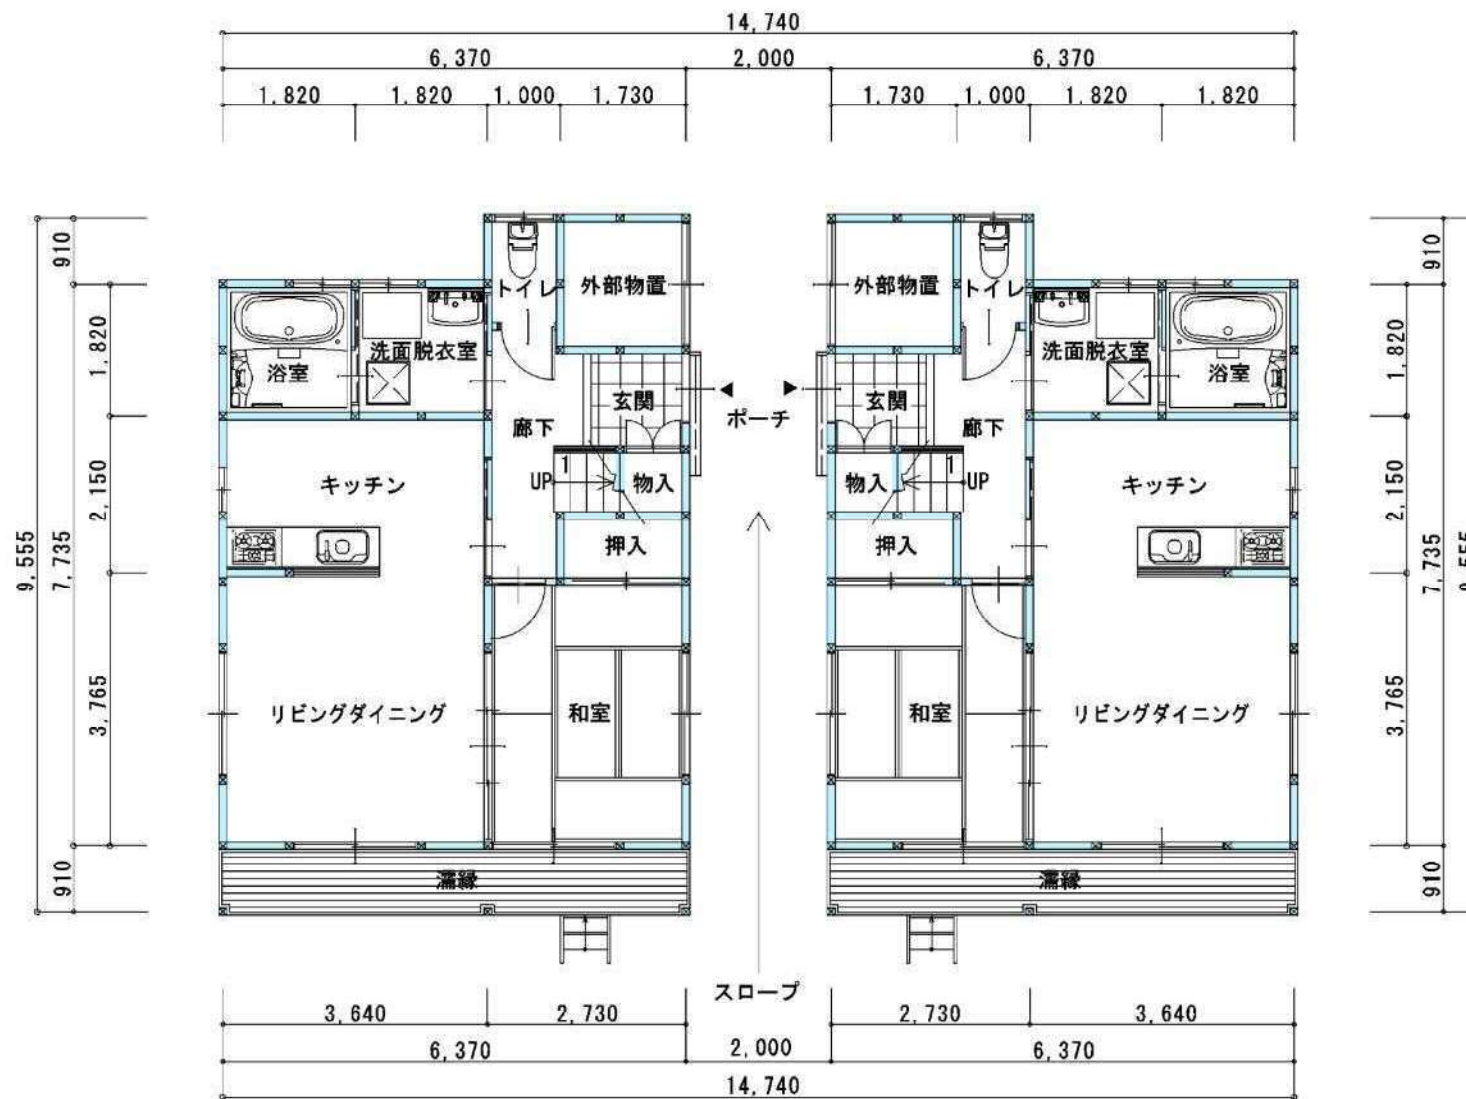 14,740
6,370 2,000 6,370
1,820 1,820 1,000 1,730 1,730 1,000 1,820 1,820
910 910
トイレ 外部物置 外部物置 トイレ
1,820 洗面脱衣室 洗面脱衣室 1,820
浴室 浴室
玄関 玄関
◀ ▶
ポーチ
廊下 廊下
1 1
UP 物入 物入 UP
2,150 キッチン キッチン 2,150
押入 押入
9,555 7,735 7,735 9,555
3,765 リビングダイニング 和室 和室 リビングダイニング 3,765
910 濡縁 濡縁 910
スロープ
3,640 2,730 2,730 3,640
6,370 2,000 6,370
14,740